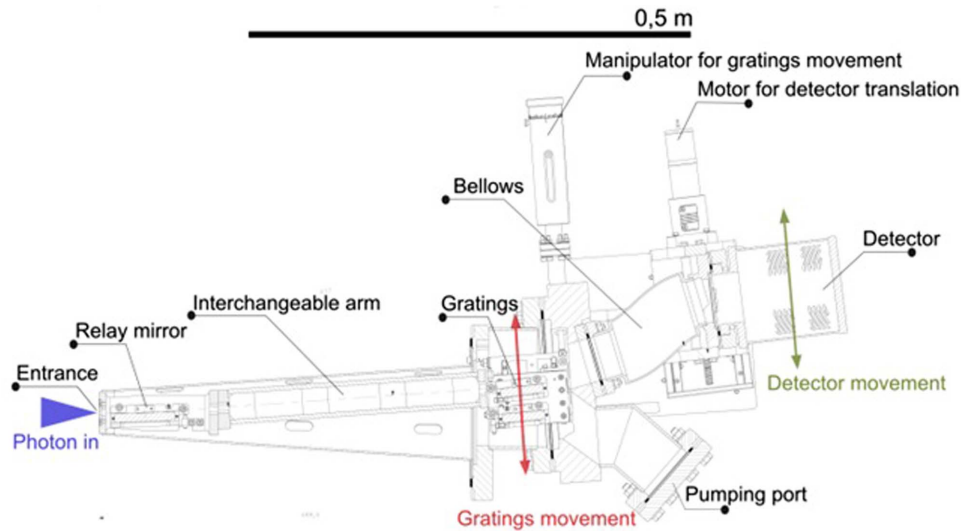 0,5 m
Manipulator for gratings movement
Motor for detector translation
Bellows
Detector
Interchangeable arm
Gratings
Relay mirror
Entrance
Detector movement
Photon in
Pumping port
Gratings movement